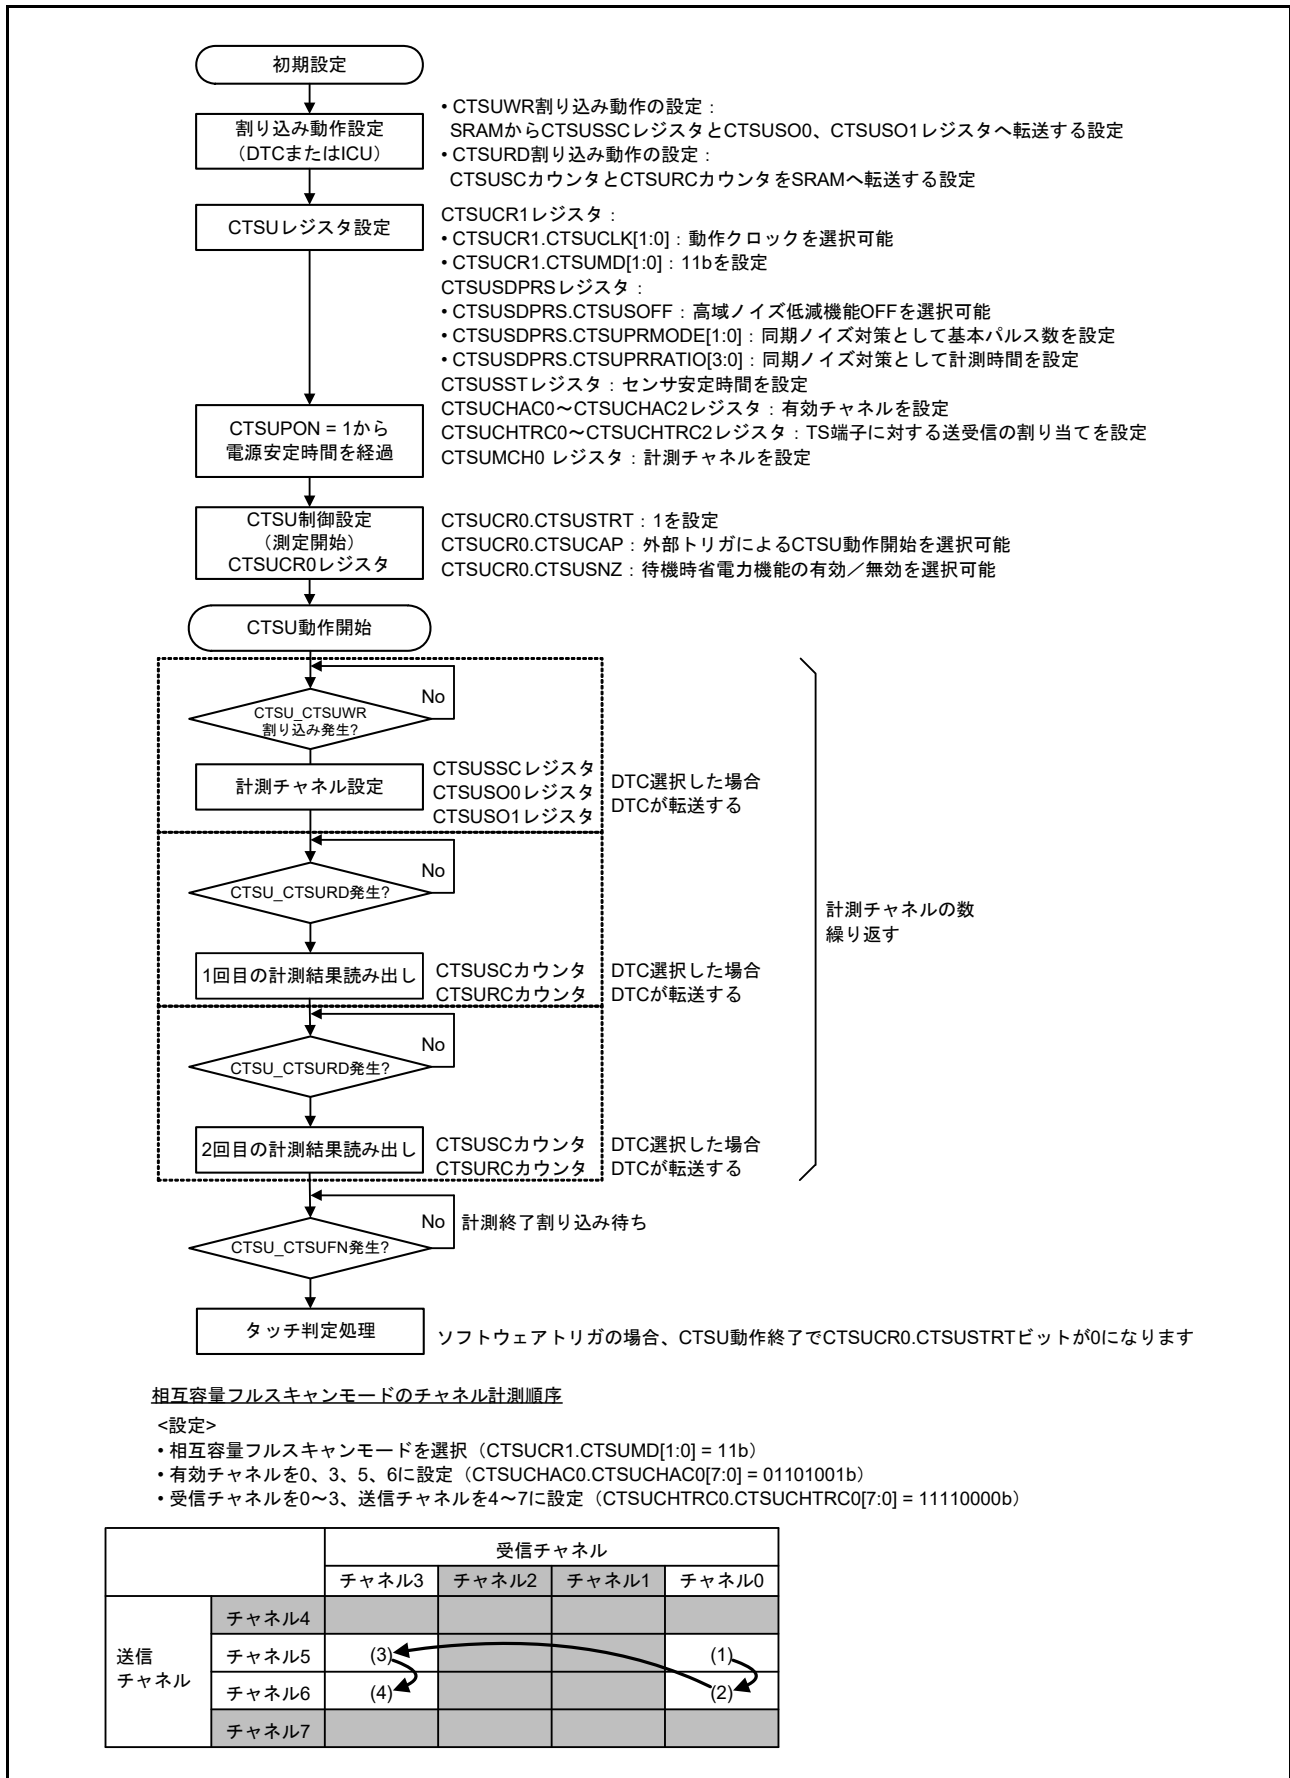 初期設定
割り込み動作設定
（DTCまたはICU）
• CTSUWR割り込み動作の設定：
SRAMからCTSUSSCレジスタとCTSUSO0、CTSUSO1レジスタへ転送する設定
• CTSURD割り込み動作の設定：
CTSUSCカウンタとCTSURCカウンタをSRAMへ転送する設定
CTSUレジスタ設定
CTSUCR1レジスタ：
• CTSUCR1.CTSUCLK[1:0]：動作クロックを選択可能
• CTSUCR1.CTSUMD[1:0]：11bを設定
CTSUSDPRSレジスタ：
• CTSUSDPRS.CTSUSOFF：高域ノイズ低減機能OFFを選択可能
• CTSUSDPRS.CTSUPRMODE[1:0]：同期ノイズ対策として基本パルス数を設定
• CTSUSDPRS.CTSUPRRATIO[3:0]：同期ノイズ対策として計測時間を設定
CTSUSSTレジスタ：センサ安定時間を設定
CTSUCHAC0～CTSUCHAC2レジスタ：有効チャネルを設定
CTSUCHTRC0～CTSUCHTRC2レジスタ：TS端子に対する送受信の割り当てを設定
CTSUMCH0 レジスタ：計測チャネルを設定
CTSUPON = 1から
電源安定時間を経過
CTSU制御設定
（測定開始）
CTSUCR0レジスタ
CTSUCR0.CTSUSTRT：1を設定
CTSUCR0.CTSUCAP：外部トリガによるCTSU動作開始を選択可能
CTSUCR0.CTSUSNZ：待機時省電力機能の有効／無効を選択可能
CTSU動作開始
No
CTSU_CTSUWR
割り込み発生?
計測チャネル設定
CTSUSSCレジスタ
CTSUSO0レジスタ
CTSUSO1レジスタ
DTC選択した場合
DTCが転送する
No
CTSU_CTSURD発生?
計測チャネルの数
繰り返す
1回目の計測結果読み出し
CTSUSCカウンタ
CTSURCカウンタ
DTC選択した場合
DTCが転送する
No
CTSU_CTSURD発生?
2回目の計測結果読み出し
CTSUSCカウンタ
CTSURCカウンタ
DTC選択した場合
DTCが転送する
No
計測終了割り込み待ち
CTSU_CTSUFN発生?
タッチ判定処理
ソフトウェアトリガの場合、CTSU動作終了でCTSUCR0.CTSUSTRTビットが0になります
相互容量フルスキャンモードのチャネル計測順序
<設定>
• 相互容量フルスキャンモードを選択（CTSUCR1.CTSUMD[1:0] = 11b）
• 有効チャネルを0、3、5、6に設定（CTSUCHAC0.CTSUCHAC0[7:0] = 01101001b）
• 受信チャネルを0～3、送信チャネルを4～7に設定（CTSUCHTRC0.CTSUCHTRC0[7:0] = 11110000b）
受信チャネル
チャネル3 チャネル2 チャネル1 チャネル0
送信
チャネル
チャネル4
チャネル5 (3) (1)
チャネル6 (4) (2)
チャネル7